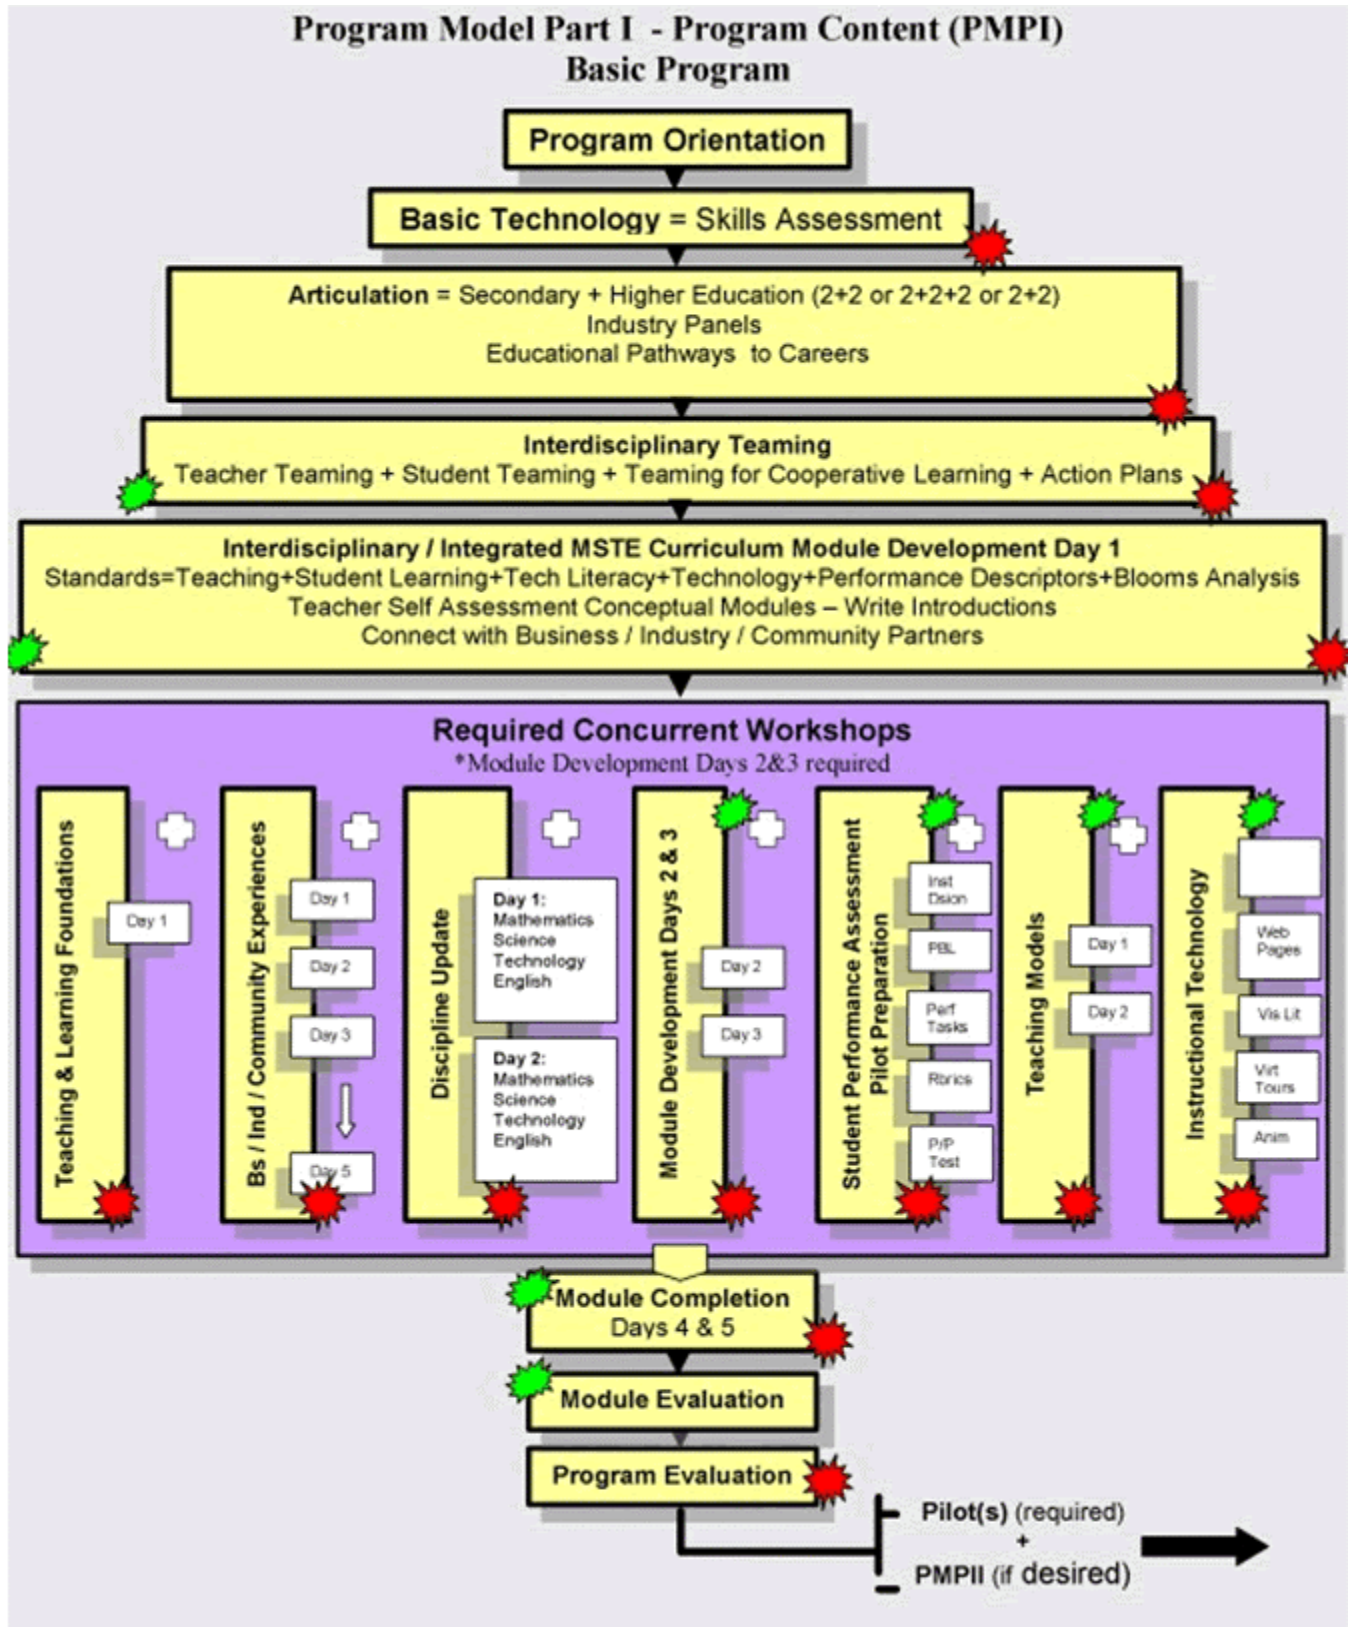 Program Model Part I - Program Content (PMPI)
Basic Program
Program Orientation
Basic Technology = Skills Assessment
Articulation = Secondary + Higher Education (2+2 or 2+2+2 or 2+2)
Industry Panels
Educational Pathways to Careers
Interdisciplinary Teaming
Teacher Teaming + Student Teaming + Teaming for Cooperative Learning + Action Plans
Interdisciplinary / Integrated MSTE Curriculum Module Development Day 1
Standards=Teaching+Student Learning+Tech Literacy+Technology+Performance Descriptors+Blooms Analysis
Teacher Self Assessment Conceptual Modules – Write Introductions
Connect with Business / Industry / Community Partners
Required Concurrent Workshops
*Module Development Days 2&3 required
Teaching & Learning Foundations
Day 1
Bs / Ind / Community Experiences
Day 1
Day 2
Day 3
Day 5
Discipline Update
Day 1:
Mathematics
Science
Technology
English
Day 2:
Mathematics
Science
Technology
English
Module Development Days 2 & 3
Day 2
Day 3
Student Performance Assessment
Pilot Preparation
Inst
Dsion
PBL
Perf
Tasks
Rbrics
P/P
Test
Teaching Models
Day 1
Day 2
Instructional Technology
Web
Pages
Vis Lit
Virt
Tours
Anim
Module Completion
Days 4 & 5
Module Evaluation
Program Evaluation
Pilot(s) (required)
+
PMPII (if desired)